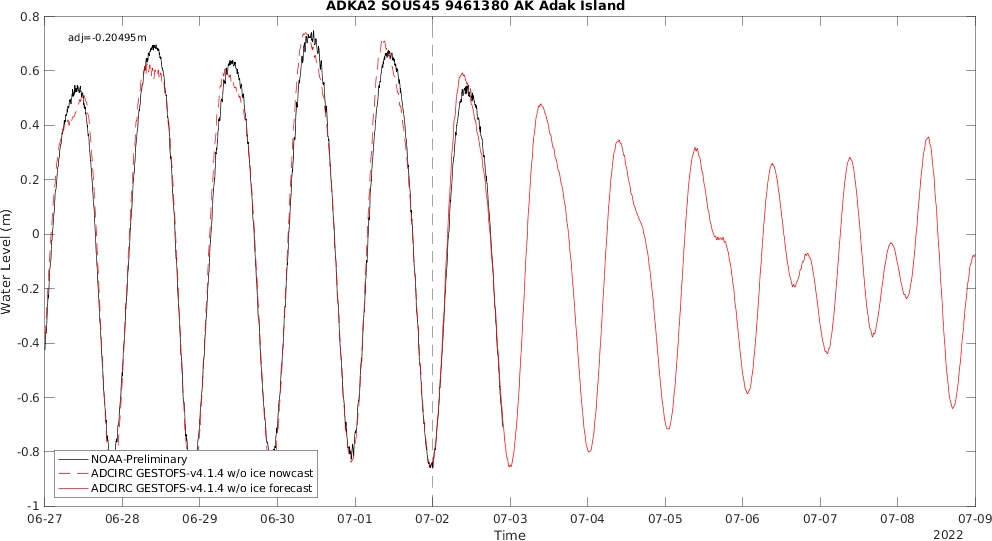 ADKA2 SOUS45 9461380 AK Adak Island
adj=-0.20495m
0.8
0.6
0.4
0.2
0
-0.2
-0.4
-0.6
-0.8
-1
Water Level (m)
NOAA-Preliminary
ADCIRC GESTOFS-v4.1.4 w/o ice nowcast
ADCIRC GESTOFS-v4.1.4 w/o ice forecast
06-27 06-28 06-29 06-30 07-01 07-02 07-03 07-04 07-05 07-06 07-07 07-08 07-09
Time
2022